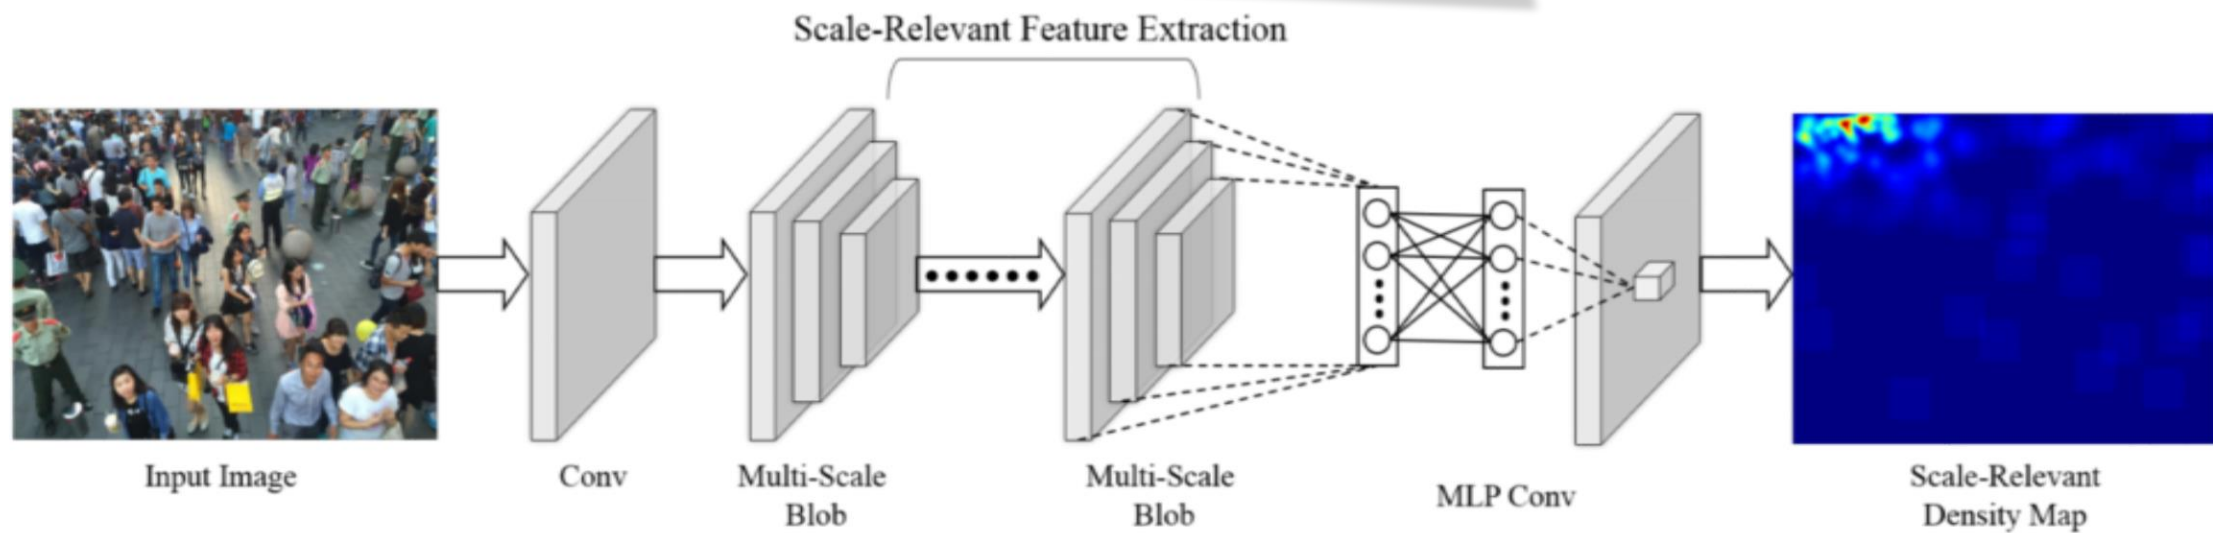 Scale-Relevant Feature Extraction
Input Image
Conv
Multi-Scale
Blob
Multi-Scale
Blob
MLP Conv
Scale-Relevant
Density Map